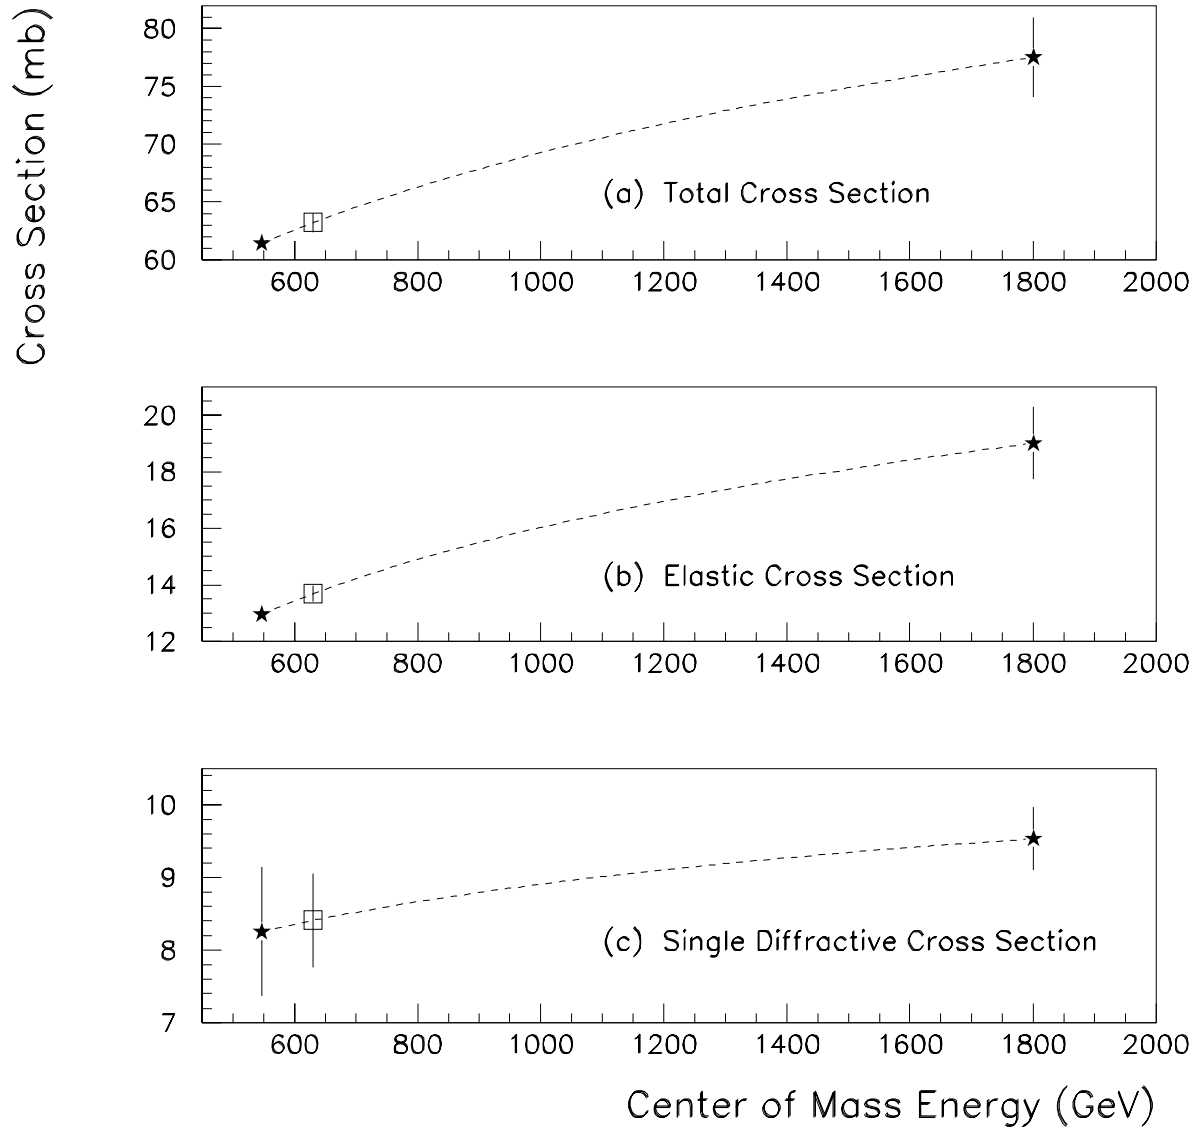 Cross Section (mb)
80
75
70
65
60
(a) Total Cross Section
600 800 1000 1200 1400 1600 1800 2000
20
18
16
14
12
(b) Elastic Cross Section
600 800 1000 1200 1400 1600 1800 2000
10
9
8
7
(c) Single Diffractive Cross Section
600 800 1000 1200 1400 1600 1800 2000
Center of Mass Energy (GeV)